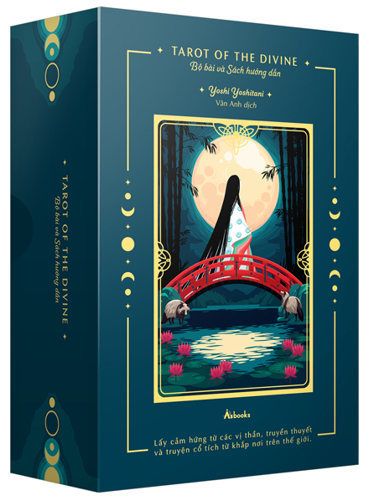 TAROT OF THE DIVINE
Bộ bài và Sách hướng dẫn
Yoshi Yoshitani
Vân Anh dịch
TAROT OF THE DIVINE
Bộ bài và Sách hướng dẫn
Azbooks
Lấy cảm hứng từ các vị thần, truyền thuyết
và truyện cổ tích từ khắp nơi trên thế giới.